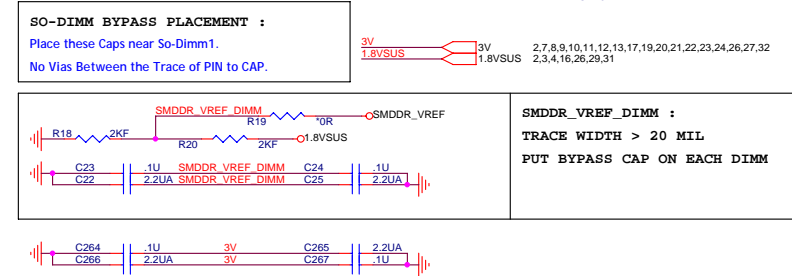 SO-DIMM BYPASS PLACEMENT :
Place these Caps near So-Dimm1.
No Vias Between the Trace of PIN to CAP.
3V 3V 2,7,8,9,10,11,12,13,17,19,20,21,22,23,24,26,27,32
1.8VSUS 1.8VSUS 2,3,4,16,26,29,31
SMDDR_VREF_DIMM *0R SMDDR_VREF
R19
R18 2KF 1.8VSUS
R20 2KF
C23 .1U SMDDR_VREF_DIMM C24 .1U
C22 2.2UA SMDDR_VREF_DIMM C25 2.2UA
SMDDR_VREF_DIMM :
TRACE WIDTH > 20 MIL
PUT BYPASS CAP ON EACH DIMM
C264 .1U 3V C265 2.2UA
C266 2.2UA 3V C267 .1U